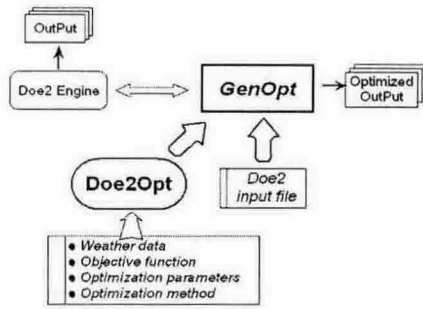 OutPut
Doe2 Engine
GenOpt
Optimized
OutPut
Doe2Opt
Doe2
input file
• Weather data
• Objective function
• Optimization parameters
• Optimization method